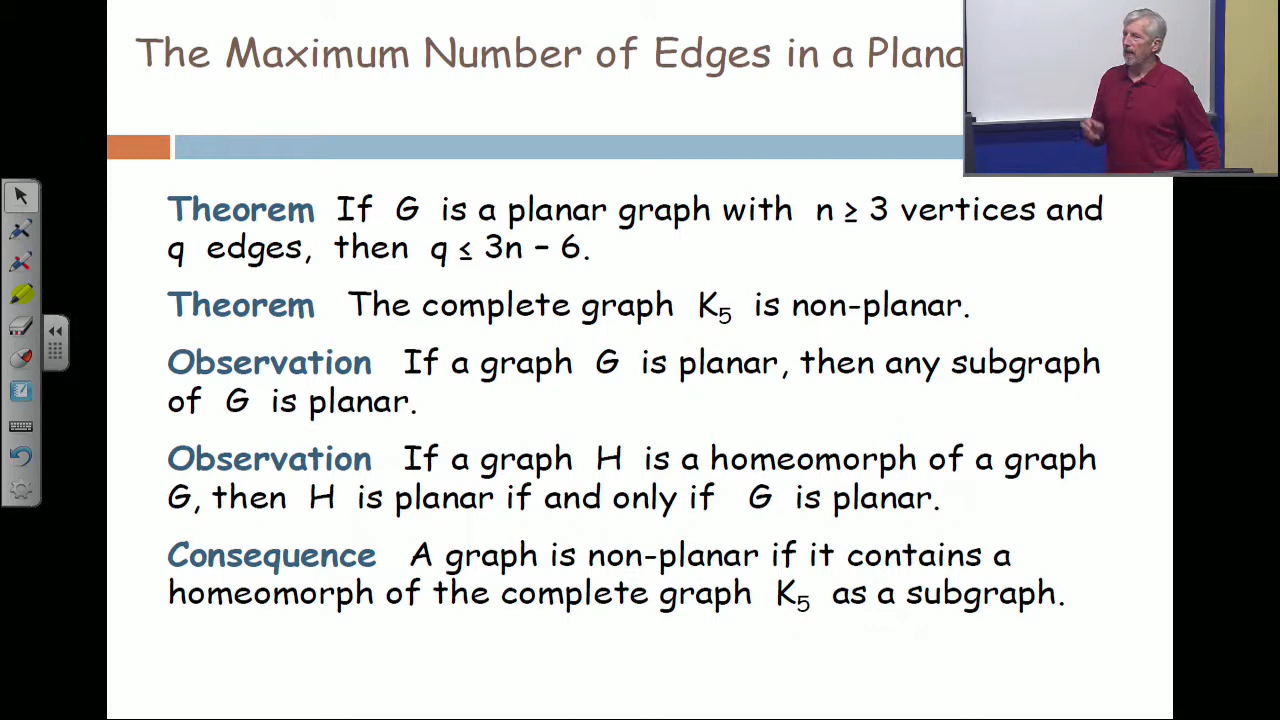 The Maximum Number of Edges in a Plana
Theorem If G is a planar graph with n ≥ 3 vertices and
q edges, then q ≤ 3n – 6.
Theorem The complete graph K₅ is non-planar.
Observation If a graph G is planar, then any subgraph
of G is planar.
Observation If a graph H is a homeomorph of a graph
G, then H is planar if and only if G is planar.
Consequence A graph is non-planar if it contains a
homeomorph of the complete graph K₅ as a subgraph.